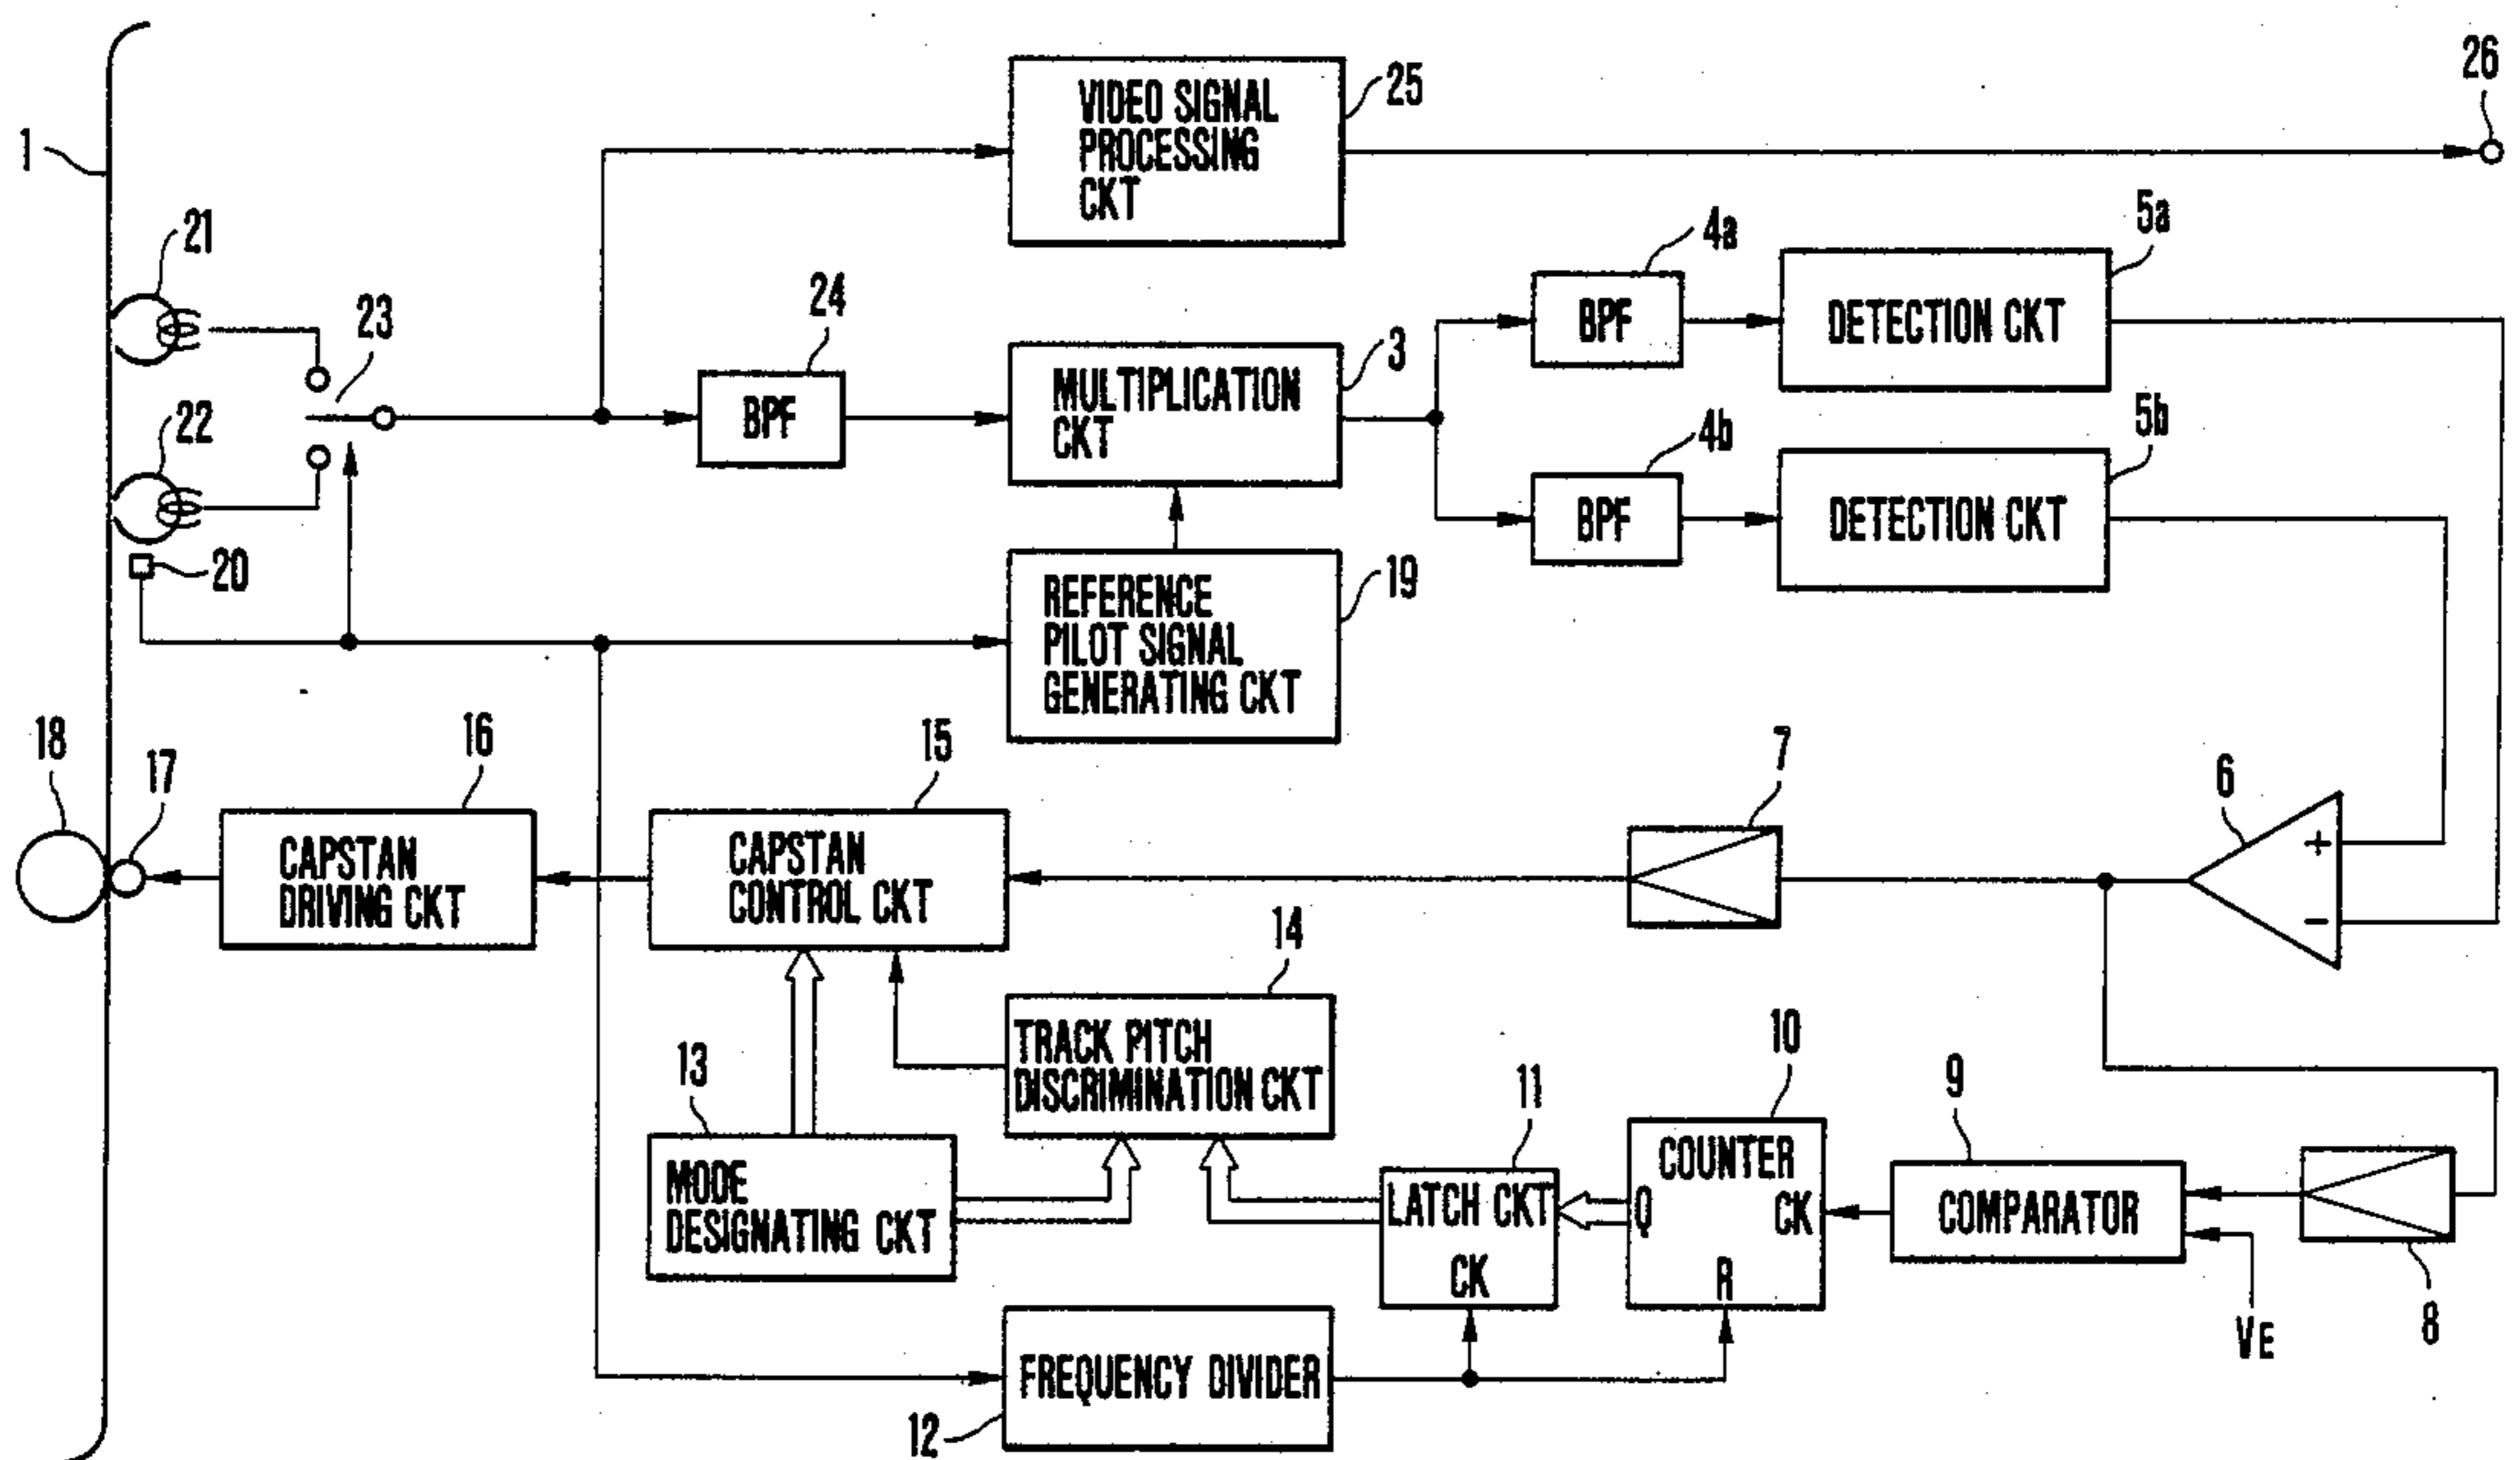 26
VIDEO SIGNAL
PROCESSING
CKT
25
1
21
23
24
BPF
MULTIPLICATION
CKT
3
4a
BPF
5a
DETECTION CKT
22
4b
BPF
5b
DETECTION CKT
20
REFERENCE
PILOT SIGNAL
GENERATING CKT
19
18
17
16
CAPSTAN
DRIVING CKT
15
CAPSTAN
CONTROL CKT
7
6
+
−
14
TRACK PITCH
DISCRIMINATION CKT
13
MODE
DESIGNATING CKT
11
LATCH CKT
CK
10
COUNTER
Q
CK
R
9
COMPARATOR
8
VE
FREQUENCY DIVIDER
12